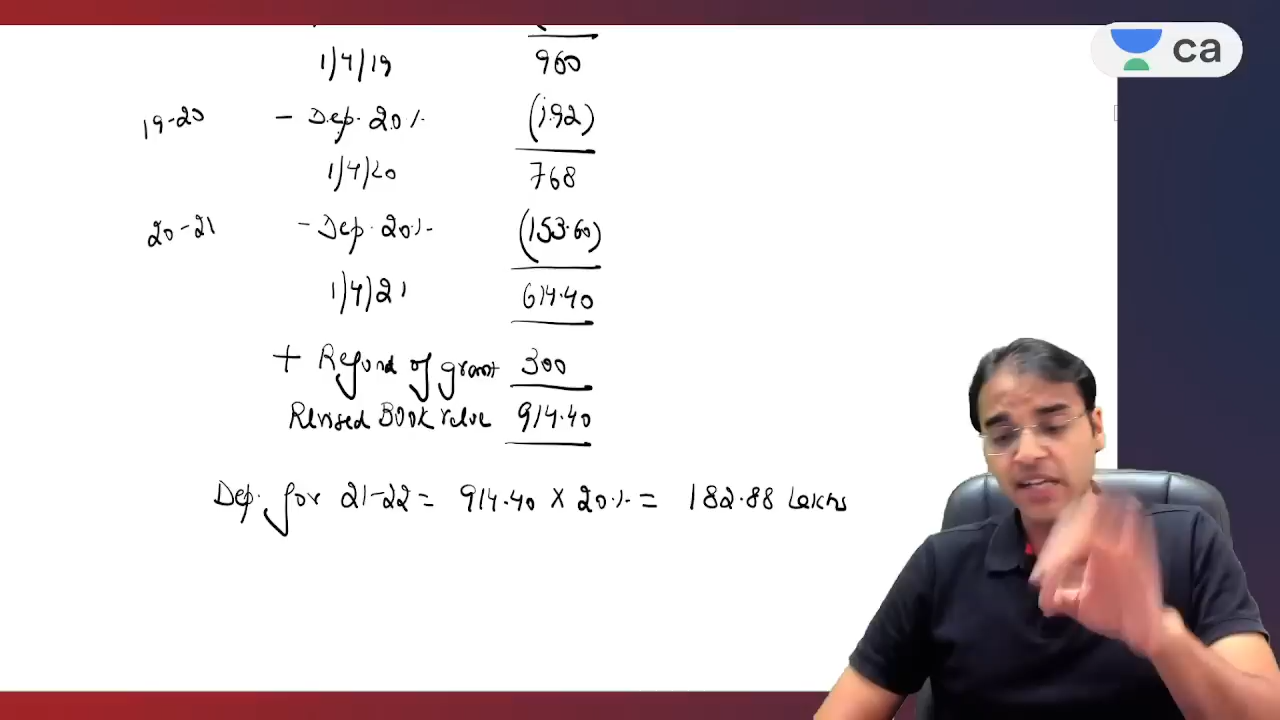 ca
1/4/19 960
19-20 - Dep. 20% (192)
1/4/20 768
20-21 - Dep. 20% (153.60)
1/4/21 614.40
+ Refund of grant 300
Revised Book Value 914.40
Dep. for 21-22 = 914.40 x 20% = 182.88 Lakhs